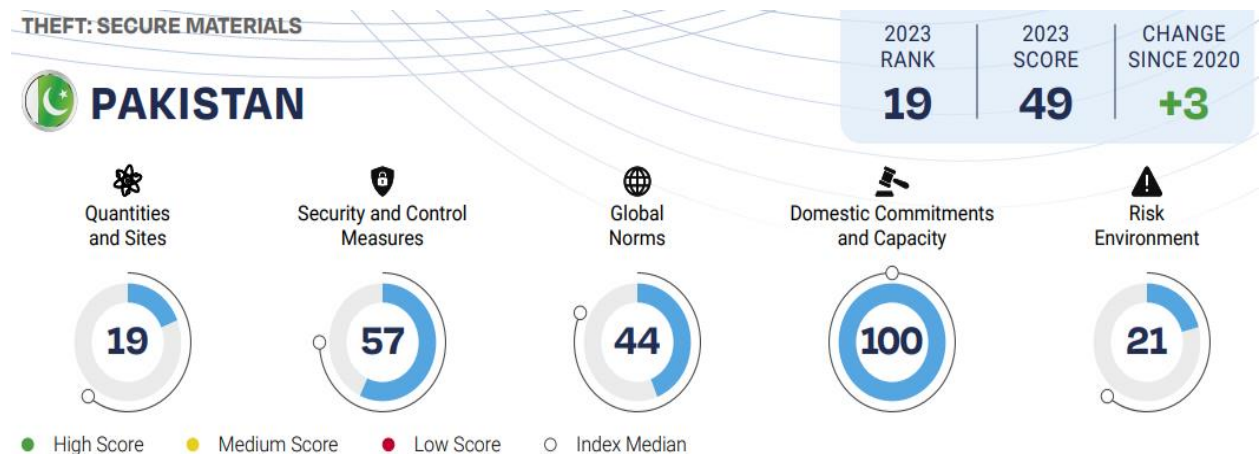 THEFT: SECURE MATERIALS
PAKISTAN
2023
RANK
19
2023
SCORE
49
CHANGE
SINCE 2020
+3
Quantities
and Sites
19
Security and Control
Measures
57
Global
Norms
44
Domestic Commitments
and Capacity
100
Risk
Environment
21
High Score
Medium Score
Low Score
Index Median